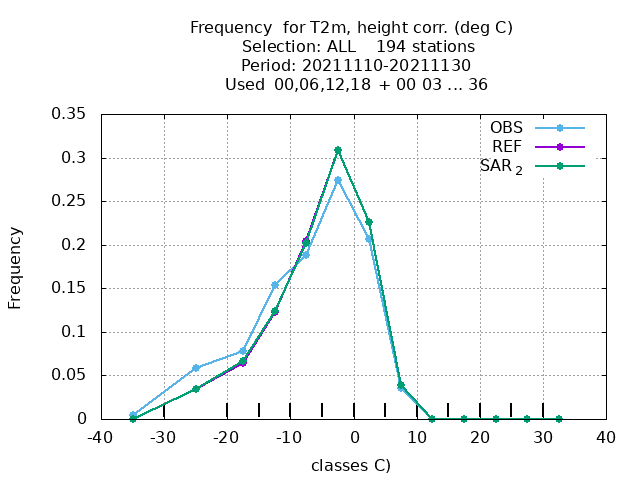 Frequency  for T2m, height corr. (deg C)
Selection: ALL    194 stations
Period: 20211110-20211130
Used  00,06,12,18  + 00 03 ... 36
0.35
0.3
0.25
0.2
0.15
0.1
0.05
0
Frequency
OBS
REF
SAR 2
-40 -30 -20 -10 0 10 20 30 40
classes C)